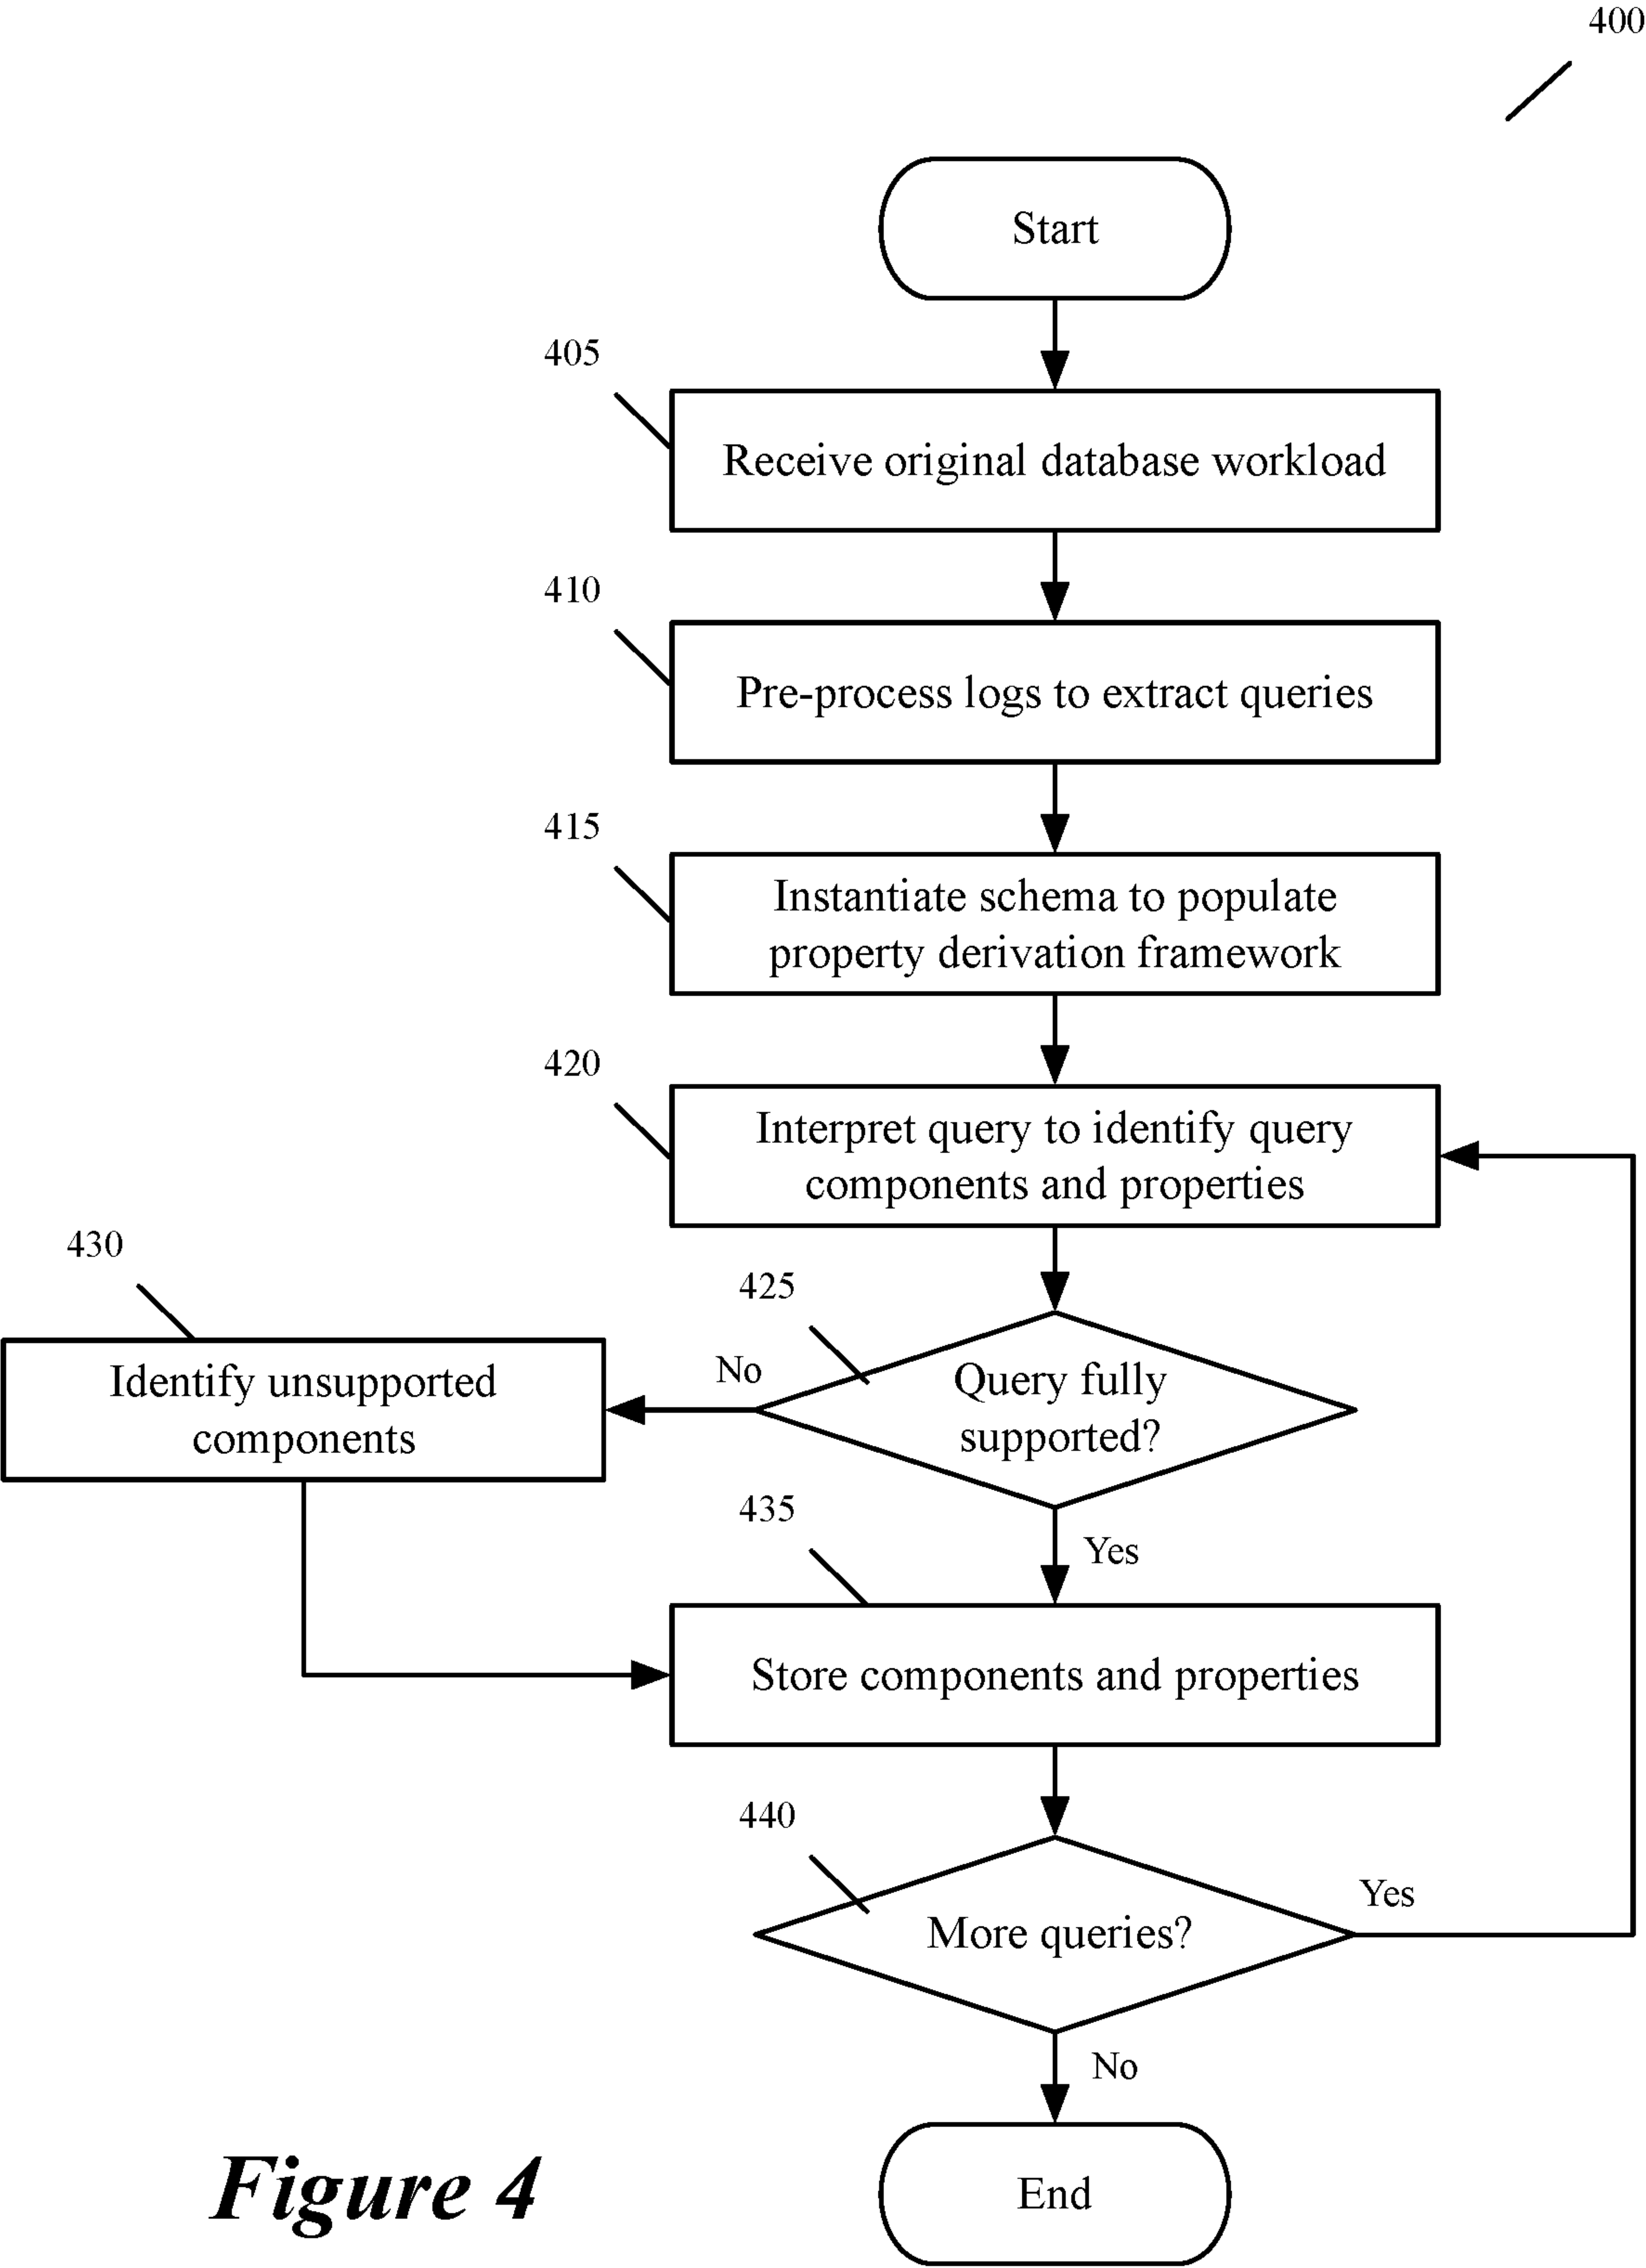 400
Start
405
Receive original database workload
410
Pre-process logs to extract queries
415
Instantiate schema to populate
property derivation framework
420
Interpret query to identify query
components and properties
430
425
Identify unsupported
components
No
Query fully
supported?
435
Yes
Store components and properties
440
More queries?
Yes
No
End
Figure 4